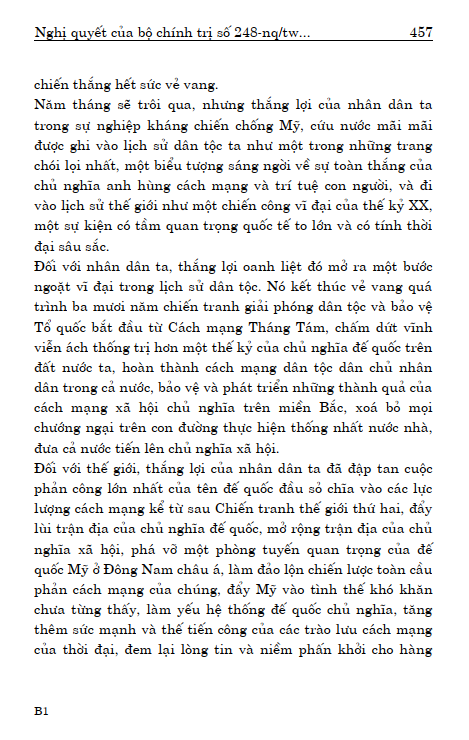 Nghị quyết của bộ chính trị số 248-nq/tw... 457
chiến thắng hết sức vẻ vang.
Năm tháng sẽ trôi qua, nhưng thắng lợi của nhân dân ta
trong sự nghiệp kháng chiến chống Mỹ, cứu nước mãi mãi
được ghi vào lịch sử dân tộc ta như một trong những trang
chói lọi nhất, một biểu tượng sáng ngời về sự toàn thắng của
chủ nghĩa anh hùng cách mạng và trí tuệ con người, và đi
vào lịch sử thế giới như một chiến công vĩ đại của thế kỷ XX,
một sự kiện có tầm quan trọng quốc tế to lớn và có tính thời
đại sâu sắc.
Đối với nhân dân ta, thắng lợi oanh liệt đó mở ra một bước
ngoặt vĩ đại trong lịch sử dân tộc. Nó kết thúc vẻ vang quá
trình ba mươi năm chiến tranh giải phóng dân tộc và bảo vệ
Tổ quốc bắt đầu từ Cách mạng Tháng Tám, chấm dứt vĩnh
viễn ách thống trị hơn một thế kỷ của chủ nghĩa đế quốc trên
đất nước ta, hoàn thành cách mạng dân tộc dân chủ nhân
dân trong cả nước, bảo vệ và phát triển những thành quả của
cách mạng xã hội chủ nghĩa trên miền Bắc, xoá bỏ mọi
chướng ngại trên con đường thực hiện thống nhất nước nhà,
đưa cả nước tiến lên chủ nghĩa xã hội.
Đối với thế giới, thắng lợi của nhân dân ta đã đập tan cuộc
phản công lớn nhất của tên đế quốc đầu sỏ chĩa vào các lực
lượng cách mạng kể từ sau Chiến tranh thế giới thứ hai, đẩy
lùi trận địa của chủ nghĩa đế quốc, mở rộng trận địa của chủ
nghĩa xã hội, phá vỡ một phòng tuyến quan trọng của đế
quốc Mỹ ở Đông Nam châu á, làm đảo lộn chiến lược toàn cầu
phản cách mạng của chúng, đẩy Mỹ vào tình thế khó khăn
chưa từng thấy, làm yếu hệ thống đế quốc chủ nghĩa, tăng
thêm sức mạnh và thế tiến công của các trào lưu cách mạng
của thời đại, đem lại lòng tin và niềm phấn khởi cho hàng
B1